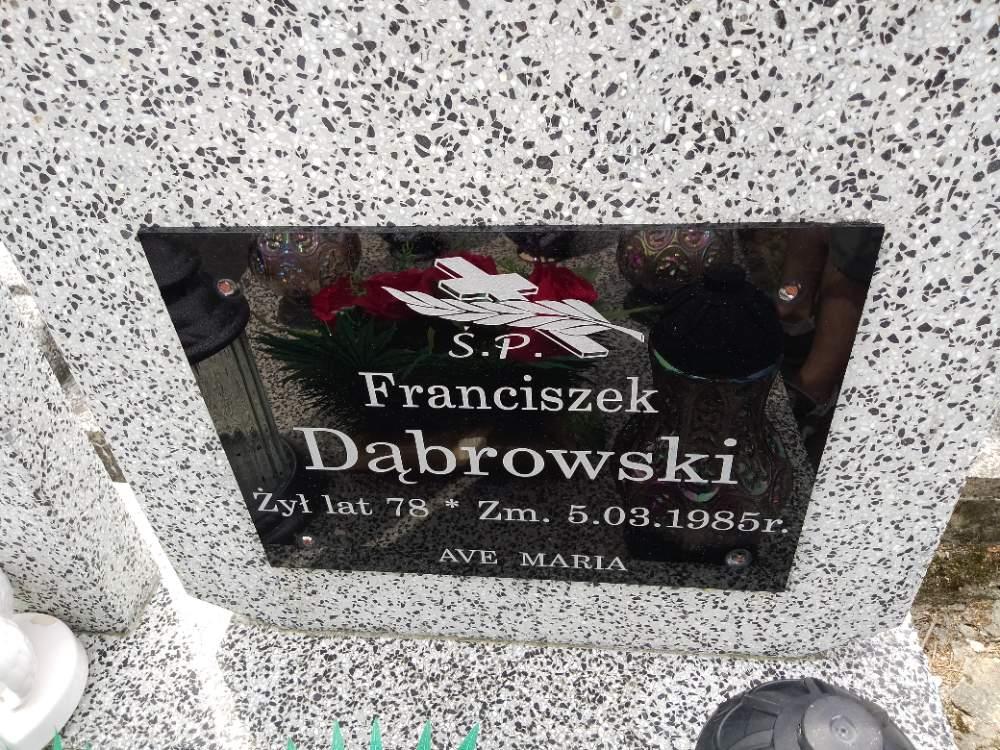 Ś.P.
Franciszek
Dąbrowski
Żył lat 78 * Zm. 5.03.1985r.
AVE MARIA